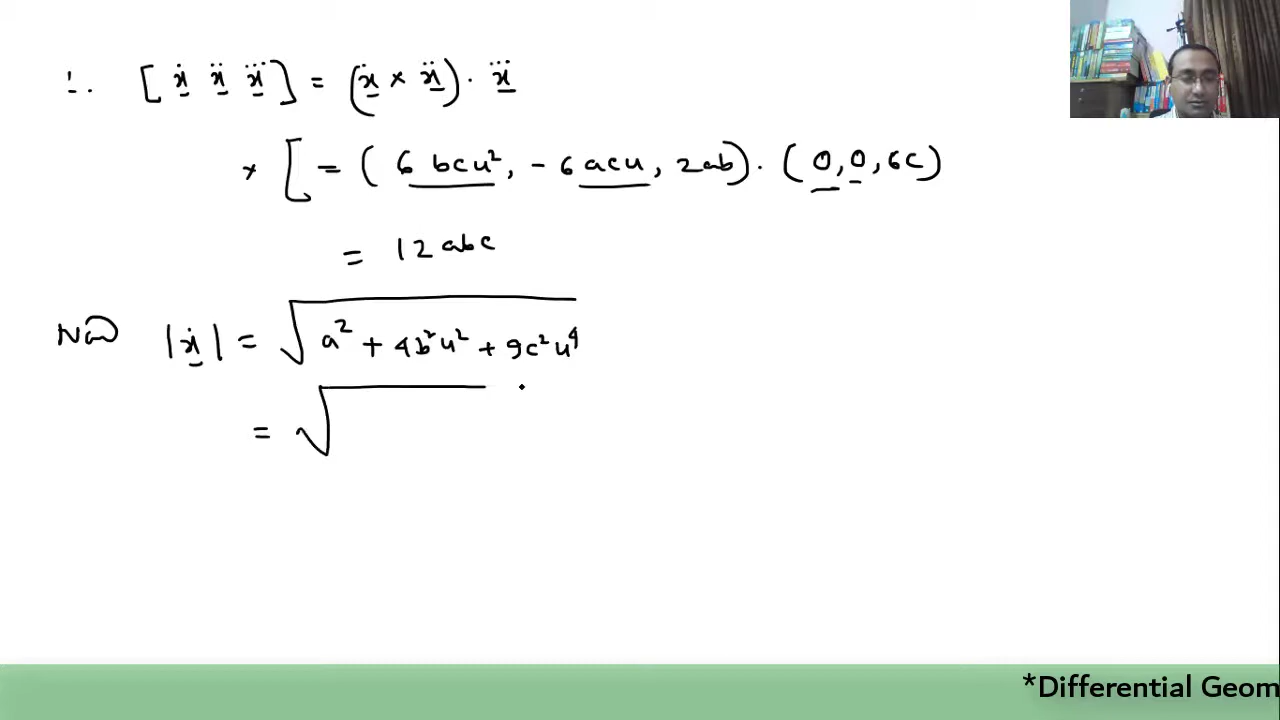 ∴ [ẋ ẍ x⃛] = (ẋ × ẍ) · x⃛
× [ = (6 bcu², - 6 acu, 2ab) · (0, 0, 6c)
= 12 abc
Now |ẋ| = √(a² + 4b²u² + 9c²u⁴)
= √
*Differential Geom